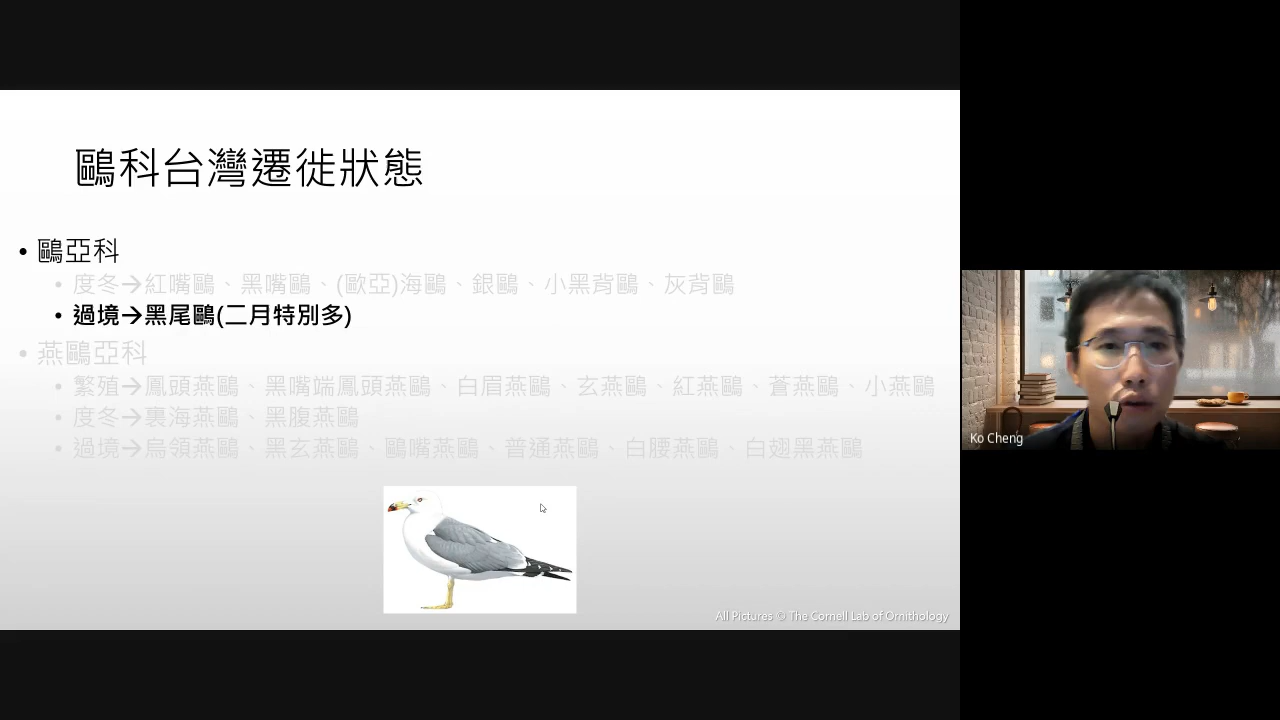 鷗科台灣遷徙狀態
• 鷗亞科
• 度冬→紅嘴鷗、黑嘴鷗、(歐亞)海鷗、銀鷗、小黑背鷗、灰背鷗
• 過境→黑尾鷗(二月特別多)
• 燕鷗亞科
• 繁殖→鳳頭燕鷗、黑嘴端鳳頭燕鷗、白眉燕鷗、玄燕鷗、紅燕鷗、蒼燕鷗、小燕鷗
• 度冬→裏海燕鷗、黑腹燕鷗
• 過境→烏領燕鷗、黑玄燕鷗、鷗嘴燕鷗、普通燕鷗、白腰燕鷗、白翅黑燕鷗
All Pictures © The Cornell Lab of Ornithology
Ko Cheng